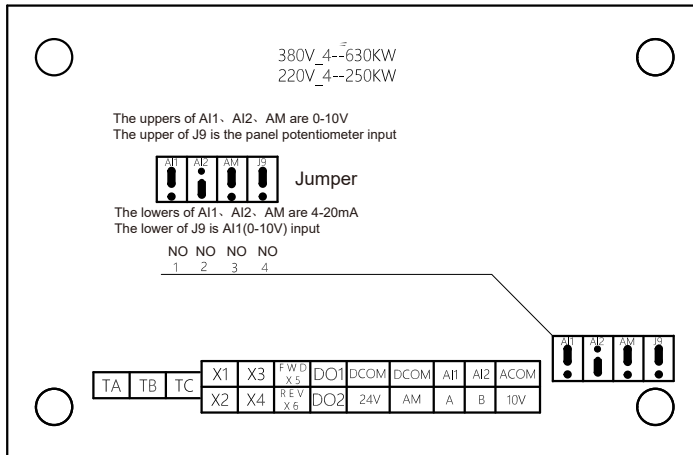 380V_4--630KW
220V_4--250KW
The uppers of AI1、AI2、AM are 0-10V
The upper of J9 is the panel potentiometer input
AI1 AI2 AM J9
Jumper
The lowers of AI1、AI2、AM are 4-20mA
The lower of J9 is AI1(0-10V) input
NO NO NO NO
1 2 3 4
AI1 AI2 AM J9
TA TB TC
X1 X3 FWD X5 DO1 DCOM DCOM AI1 AI2 ACOM
X2 X4 REV X6 DO2 24V AM A B 10V